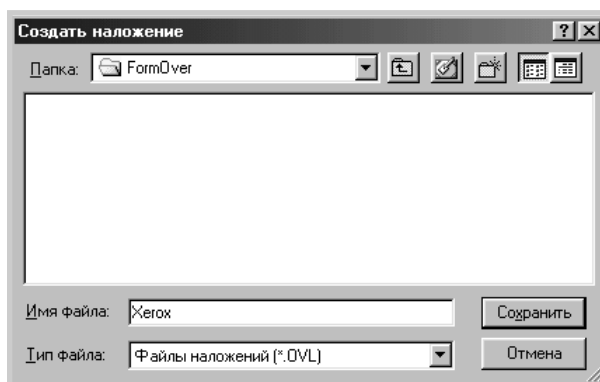 Создать наложение
Папка: FormOver
Имя файла: Xerox Сохранить
Тип файла: Файлы наложений (*.OVL) Отмена